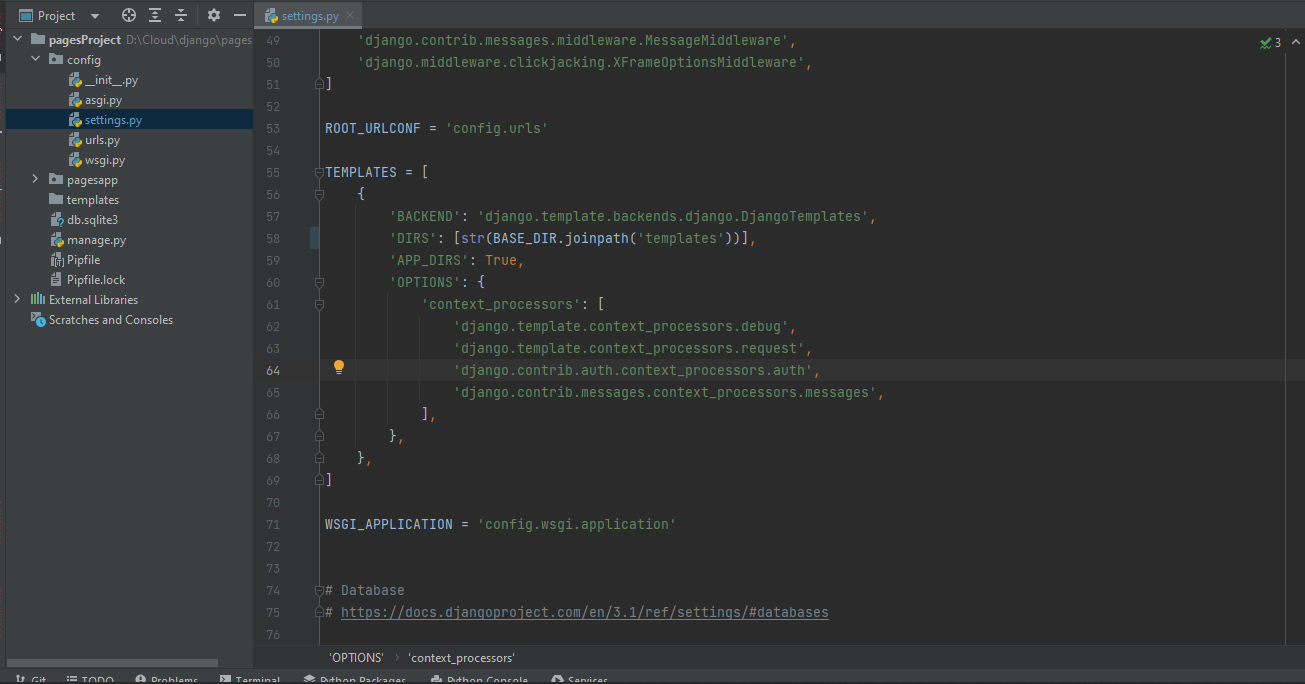 Project
settings.py
pagesProject D:\Cloud\django\pages
config
__init__.py
asgi.py
settings.py
urls.py
wsgi.py
pagesapp
templates
db.sqlite3
manage.py
Pipfile
Pipfile.lock
External Libraries
Scratches and Consoles
3
49 'django.contrib.messages.middleware.MessageMiddleware',
50 'django.middleware.clickjacking.XFrameOptionsMiddleware',
51 ]
52
53 ROOT_URLCONF = 'config.urls'
54
55 TEMPLATES = [
56 {
57 'BACKEND': 'django.template.backends.django.DjangoTemplates',
58 'DIRS': [str(BASE_DIR.joinpath('templates'))],
59 'APP_DIRS': True,
60 'OPTIONS': {
61 'context_processors': [
62 'django.template.context_processors.debug',
63 'django.template.context_processors.request',
64 'django.contrib.auth.context_processors.auth',
65 'django.contrib.messages.context_processors.messages',
66 ],
67 },
68 },
69 ]
70
71 WSGI_APPLICATION = 'config.wsgi.application'
72
73
74 # Database
75 # https://docs.djangoproject.com/en/3.1/ref/settings/#databases
76
'OPTIONS' › 'context_processors'
Git TODO Problems Terminal Python Packages Python Console Services